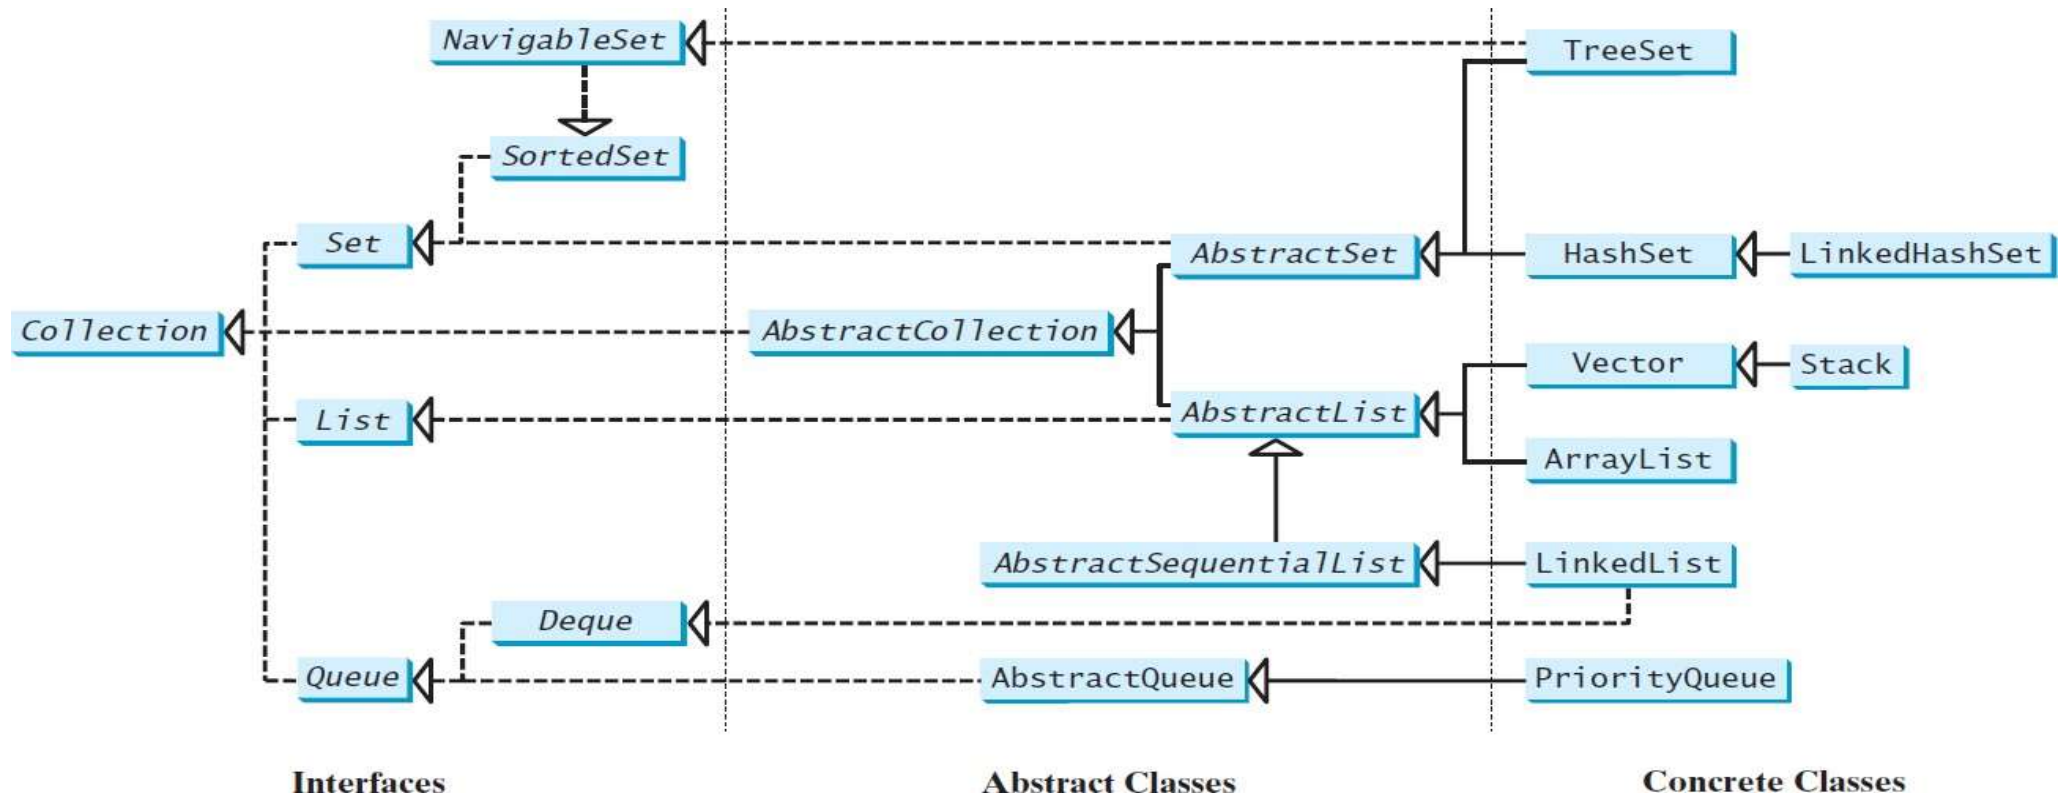 NavigableSet
TreeSet
SortedSet
Set
AbstractSet
HashSet
LinkedHashSet
Collection
AbstractCollection
Vector
Stack
List
AbstractList
ArrayList
AbstractSequentialList
LinkedList
Deque
Queue
AbstractQueue
PriorityQueue
Interfaces
Abstract Classes
Concrete Classes